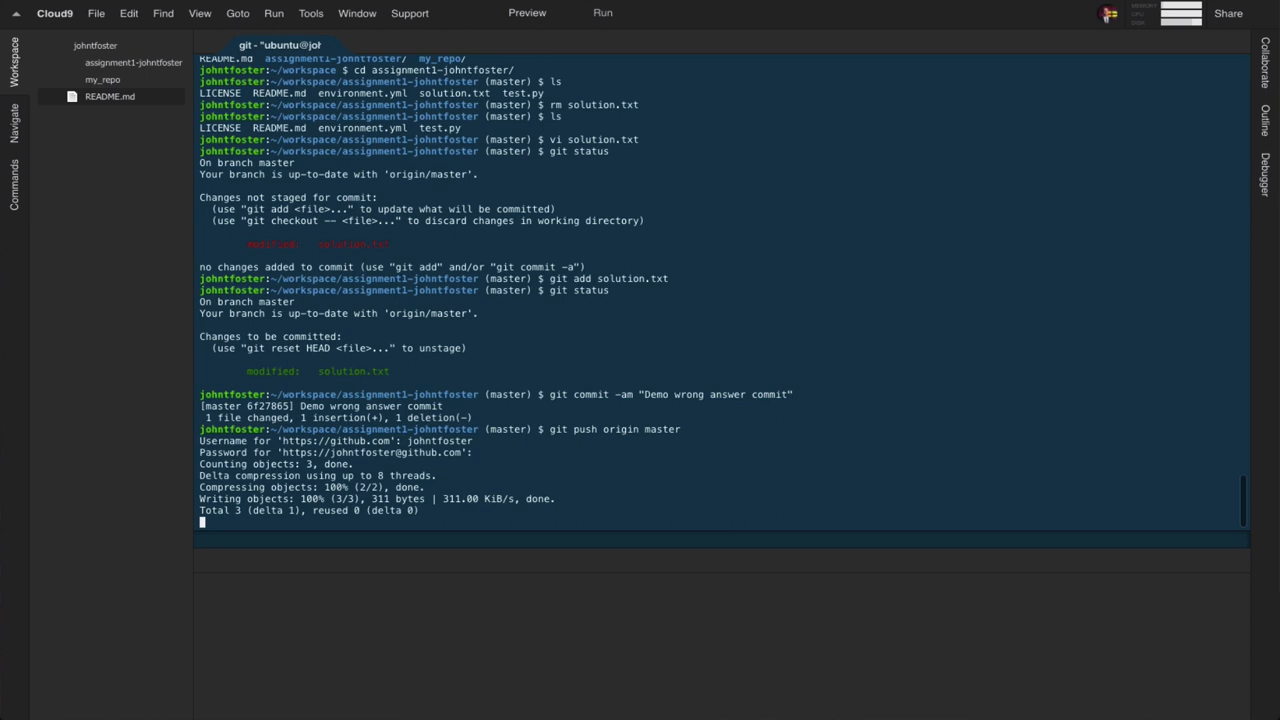 Cloud9 File Edit Find View Goto Run Tools Window Support Preview Run MEMORY CPU DISK Share
Workspace
Navigate
Commands
johntfoster
assignment1-johntfoster
my_repo
README.md
git - "ubuntu@joh
README.md assignment1-johntfoster/ my_repo/
johntfoster:~/workspace $ cd assignment1-johntfoster/
johntfoster:~/workspace/assignment1-johntfoster (master) $ ls
LICENSE README.md environment.yml solution.txt test.py
johntfoster:~/workspace/assignment1-johntfoster (master) $ rm solution.txt
johntfoster:~/workspace/assignment1-johntfoster (master) $ ls
LICENSE README.md environment.yml test.py
johntfoster:~/workspace/assignment1-johntfoster (master) $ vi solution.txt
johntfoster:~/workspace/assignment1-johntfoster (master) $ git status
On branch master
Your branch is up-to-date with 'origin/master'.
Changes not staged for commit:
(use "git add <file>..." to update what will be committed)
(use "git checkout -- <file>..." to discard changes in working directory)
modified: solution.txt
no changes added to commit (use "git add" and/or "git commit -a")
johntfoster:~/workspace/assignment1-johntfoster (master) $ git add solution.txt
johntfoster:~/workspace/assignment1-johntfoster (master) $ git status
On branch master
Your branch is up-to-date with 'origin/master'.
Changes to be committed:
(use "git reset HEAD <file>..." to unstage)
modified: solution.txt
johntfoster:~/workspace/assignment1-johntfoster (master) $ git commit -am "Demo wrong answer commit"
[master 6f27865] Demo wrong answer commit
1 file changed, 1 insertion(+), 1 deletion(-)
johntfoster:~/workspace/assignment1-johntfoster (master) $ git push origin master
Username for 'https://github.com': johntfoster
Password for 'https://johntfoster@github.com':
Counting objects: 3, done.
Delta compression using up to 8 threads.
Compressing objects: 100% (2/2), done.
Writing objects: 100% (3/3), 311 bytes | 311.00 KiB/s, done.
Total 3 (delta 1), reused 0 (delta 0)
Collaborate
Outline
Debugger